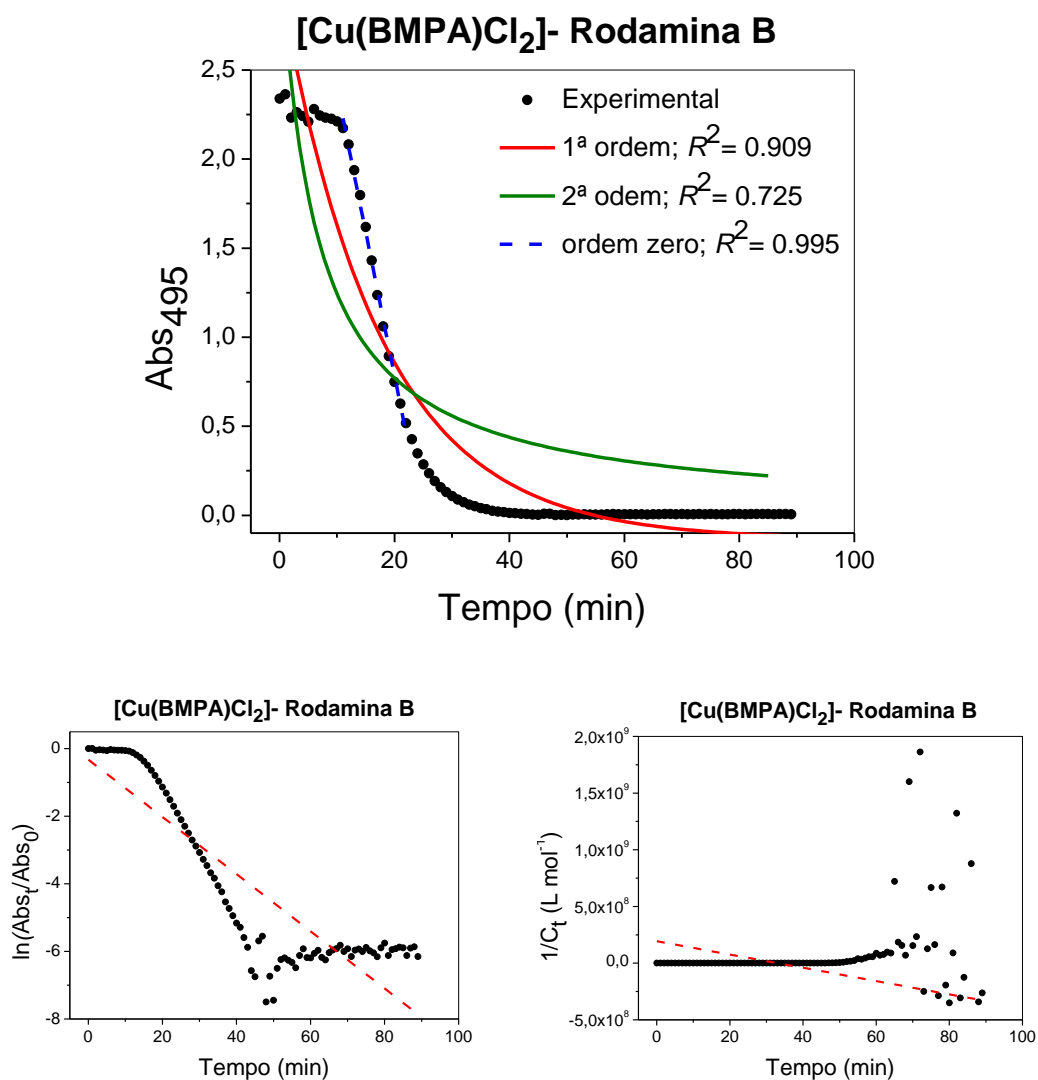 [Cu(BMPA)Cl₂]- Rodamina B
2,5
2,0
1,5
1,0
0,5
0,0
Abs₄₉₅
Experimental
1ª ordem; R²= 0.909
2ª odem; R²= 0.725
ordem zero; R²= 0.995
0 20 40 60 80 100
Tempo (min)
[Cu(BMPA)Cl₂]- Rodamina B
0
-2
-4
-6
-8
ln(Absₜ/Abs₀)
0 20 40 60 80 100
Tempo (min)
[Cu(BMPA)Cl₂]- Rodamina B
2,0x10⁹
1,5x10⁹
1,0x10⁹
5,0x10⁸
0,0
-5,0x10⁸
1/Cₜ (L mol⁻¹)
0 20 40 60 80 100
Tempo (min)